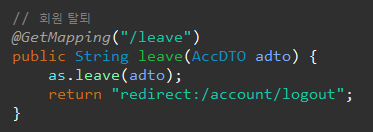 // 회원 탈퇴
@GetMapping("/leave")
public String leave(AccDTO adto) {
    as.leave(adto);
    return "redirect:/account/logout";
}